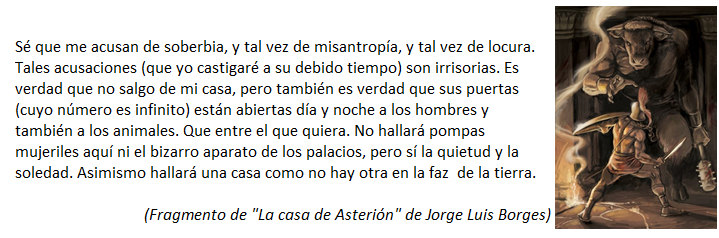 Sé que me acusan de soberbia, y tal vez de misantropía, y tal vez de locura.
Tales acusaciones (que yo castigaré a su debido tiempo) son irrisorias. Es
verdad que no salgo de mi casa, pero también es verdad que sus puertas
(cuyo número es infinito) están abiertas día y noche a los hombres y
también a los animales. Que entre el que quiera. No hallará pompas
mujeriles aquí ni el bizarro aparato de los palacios, pero sí la quietud y la
soledad. Asimismo hallará una casa como no hay otra en la faz  de la tierra.
(Fragmento de "La casa de Asterión" de Jorge Luis Borges)